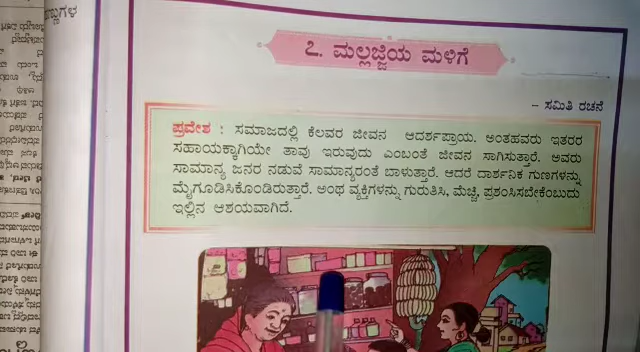 ೭. ಮಲ್ಲಜ್ಜಿಯ ಮಳಿಗೆ
– ಸಮಿತಿ ರಚನೆ
ಪ್ರವೇಶ : ಸಮಾಜದಲ್ಲಿ ಕೆಲವರ ಜೀವನ ಆದರ್ಶಪ್ರಾಯ. ಅಂತಹವರು ಇತರರ
ಸಹಾಯಕ್ಕಾಗಿಯೇ ತಾವು ಇರುವುದು ಎಂಬಂತೆ ಜೀವನ ಸಾಗಿಸುತ್ತಾರೆ. ಅವರು
ಸಾಮಾನ್ಯ ಜನರ ನಡುವೆ ಸಾಮಾನ್ಯರಂತೆ ಬಾಳುತ್ತಾರೆ. ಆದರೆ ದಾರ್ಶನಿಕ ಗುಣಗಳನ್ನು
ಮೈಗೂಡಿಸಿಕೊಂಡಿರುತ್ತಾರೆ. ಅಂಥ ವ್ಯಕ್ತಿಗಳನ್ನು ಗುರುತಿಸಿ, ಮೆಚ್ಚಿ, ಪ್ರಶಂಸಿಸಬೇಕೆಂಬುದು
ಇಲ್ಲಿನ ಆಶಯವಾಗಿದೆ.